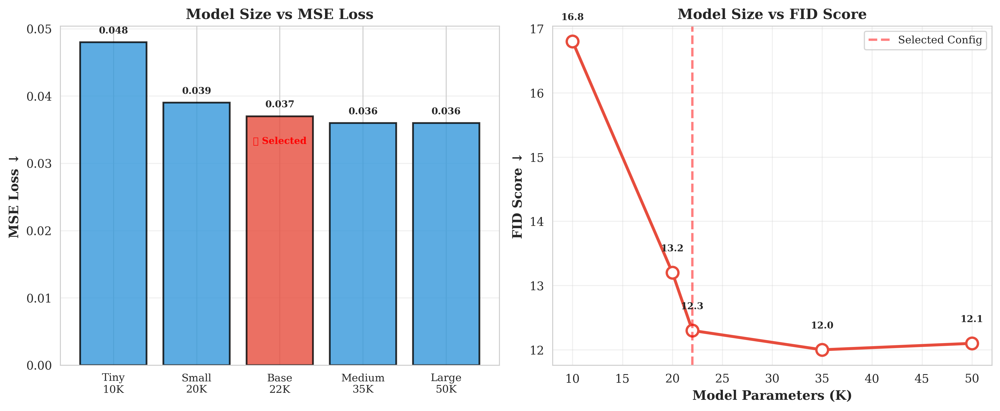 Model Size vs MSE Loss
MSE Loss ↓
0.05
0.04
0.03
0.02
0.01
0.00
0.048
0.039
0.037
0.036
0.036
Selected
Tiny
10K
Small
20K
Base
22K
Medium
35K
Large
50K
Model Size vs FID Score
FID Score ↓
17
16
15
14
13
12
16.8
13.2
12.3
12.0
12.1
Selected Config
10
15
20
25
30
35
40
45
50
Model Parameters (K)